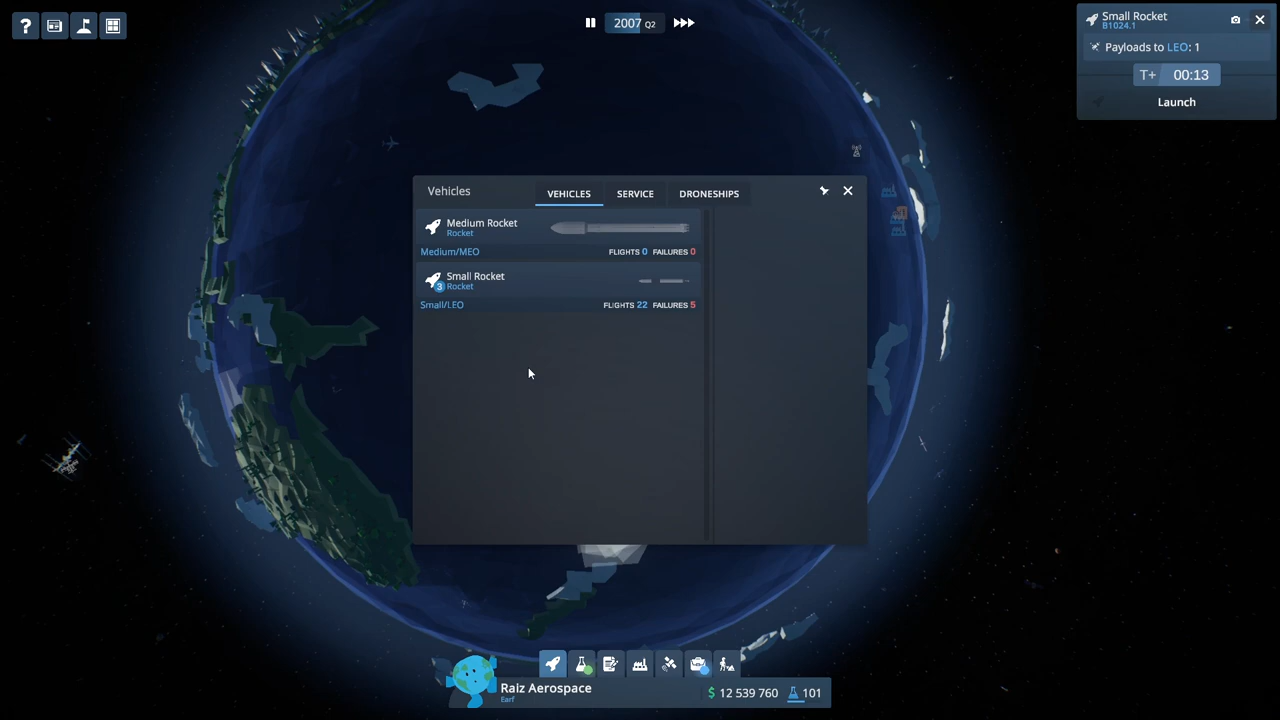 ?
2007 Q2
Small Rocket
B1024.1
Payloads to LEO: 1
T+ 00:13
Launch
Vehicles
VEHICLES
SERVICE
DRONESHIPS
Medium Rocket
Rocket
Medium/MEO
FLIGHTS 0 FAILURES 0
3
Small Rocket
Rocket
Small/LEO
FLIGHTS 22 FAILURES 5
Raiz Aerospace
Earf
$ 12 539 760
101